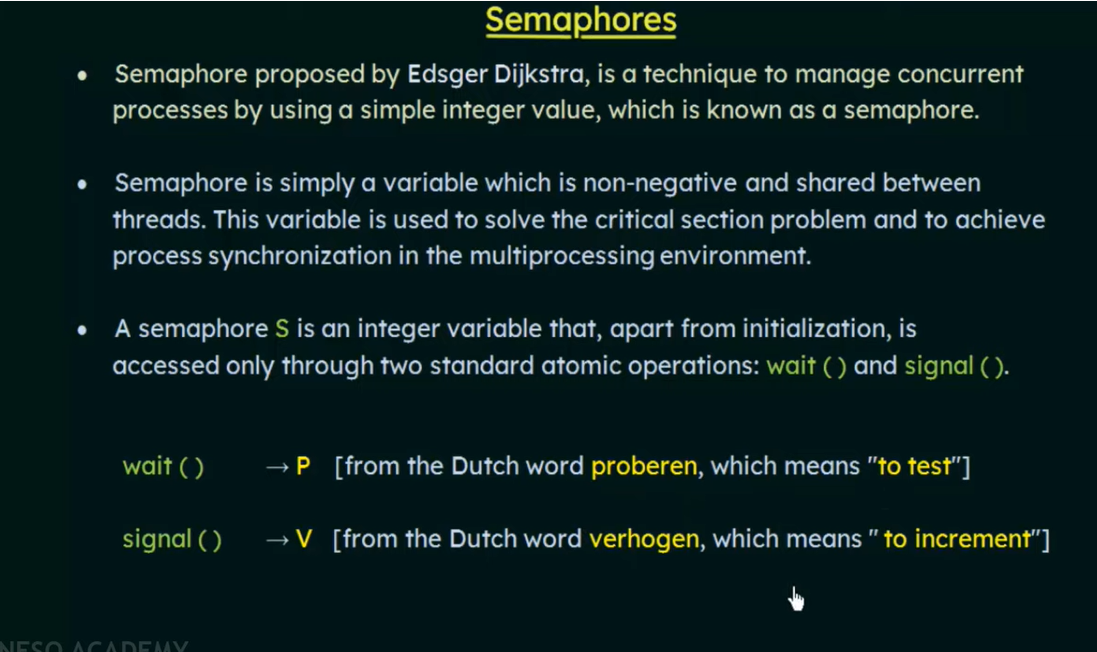 Semaphores
• Semaphore proposed by Edsger Dijkstra, is a technique to manage concurrent
processes by using a simple integer value, which is known as a semaphore.
• Semaphore is simply a variable which is non-negative and shared between
threads. This variable is used to solve the critical section problem and to achieve
process synchronization in the multiprocessing environment.
• A semaphore S is an integer variable that, apart from initialization, is
accessed only through two standard atomic operations: wait ( ) and signal ( ).
wait ( ) → P [from the Dutch word proberen, which means "to test"]
signal ( ) → V [from the Dutch word verhogen, which means " to increment"]
NESO ACADEMY